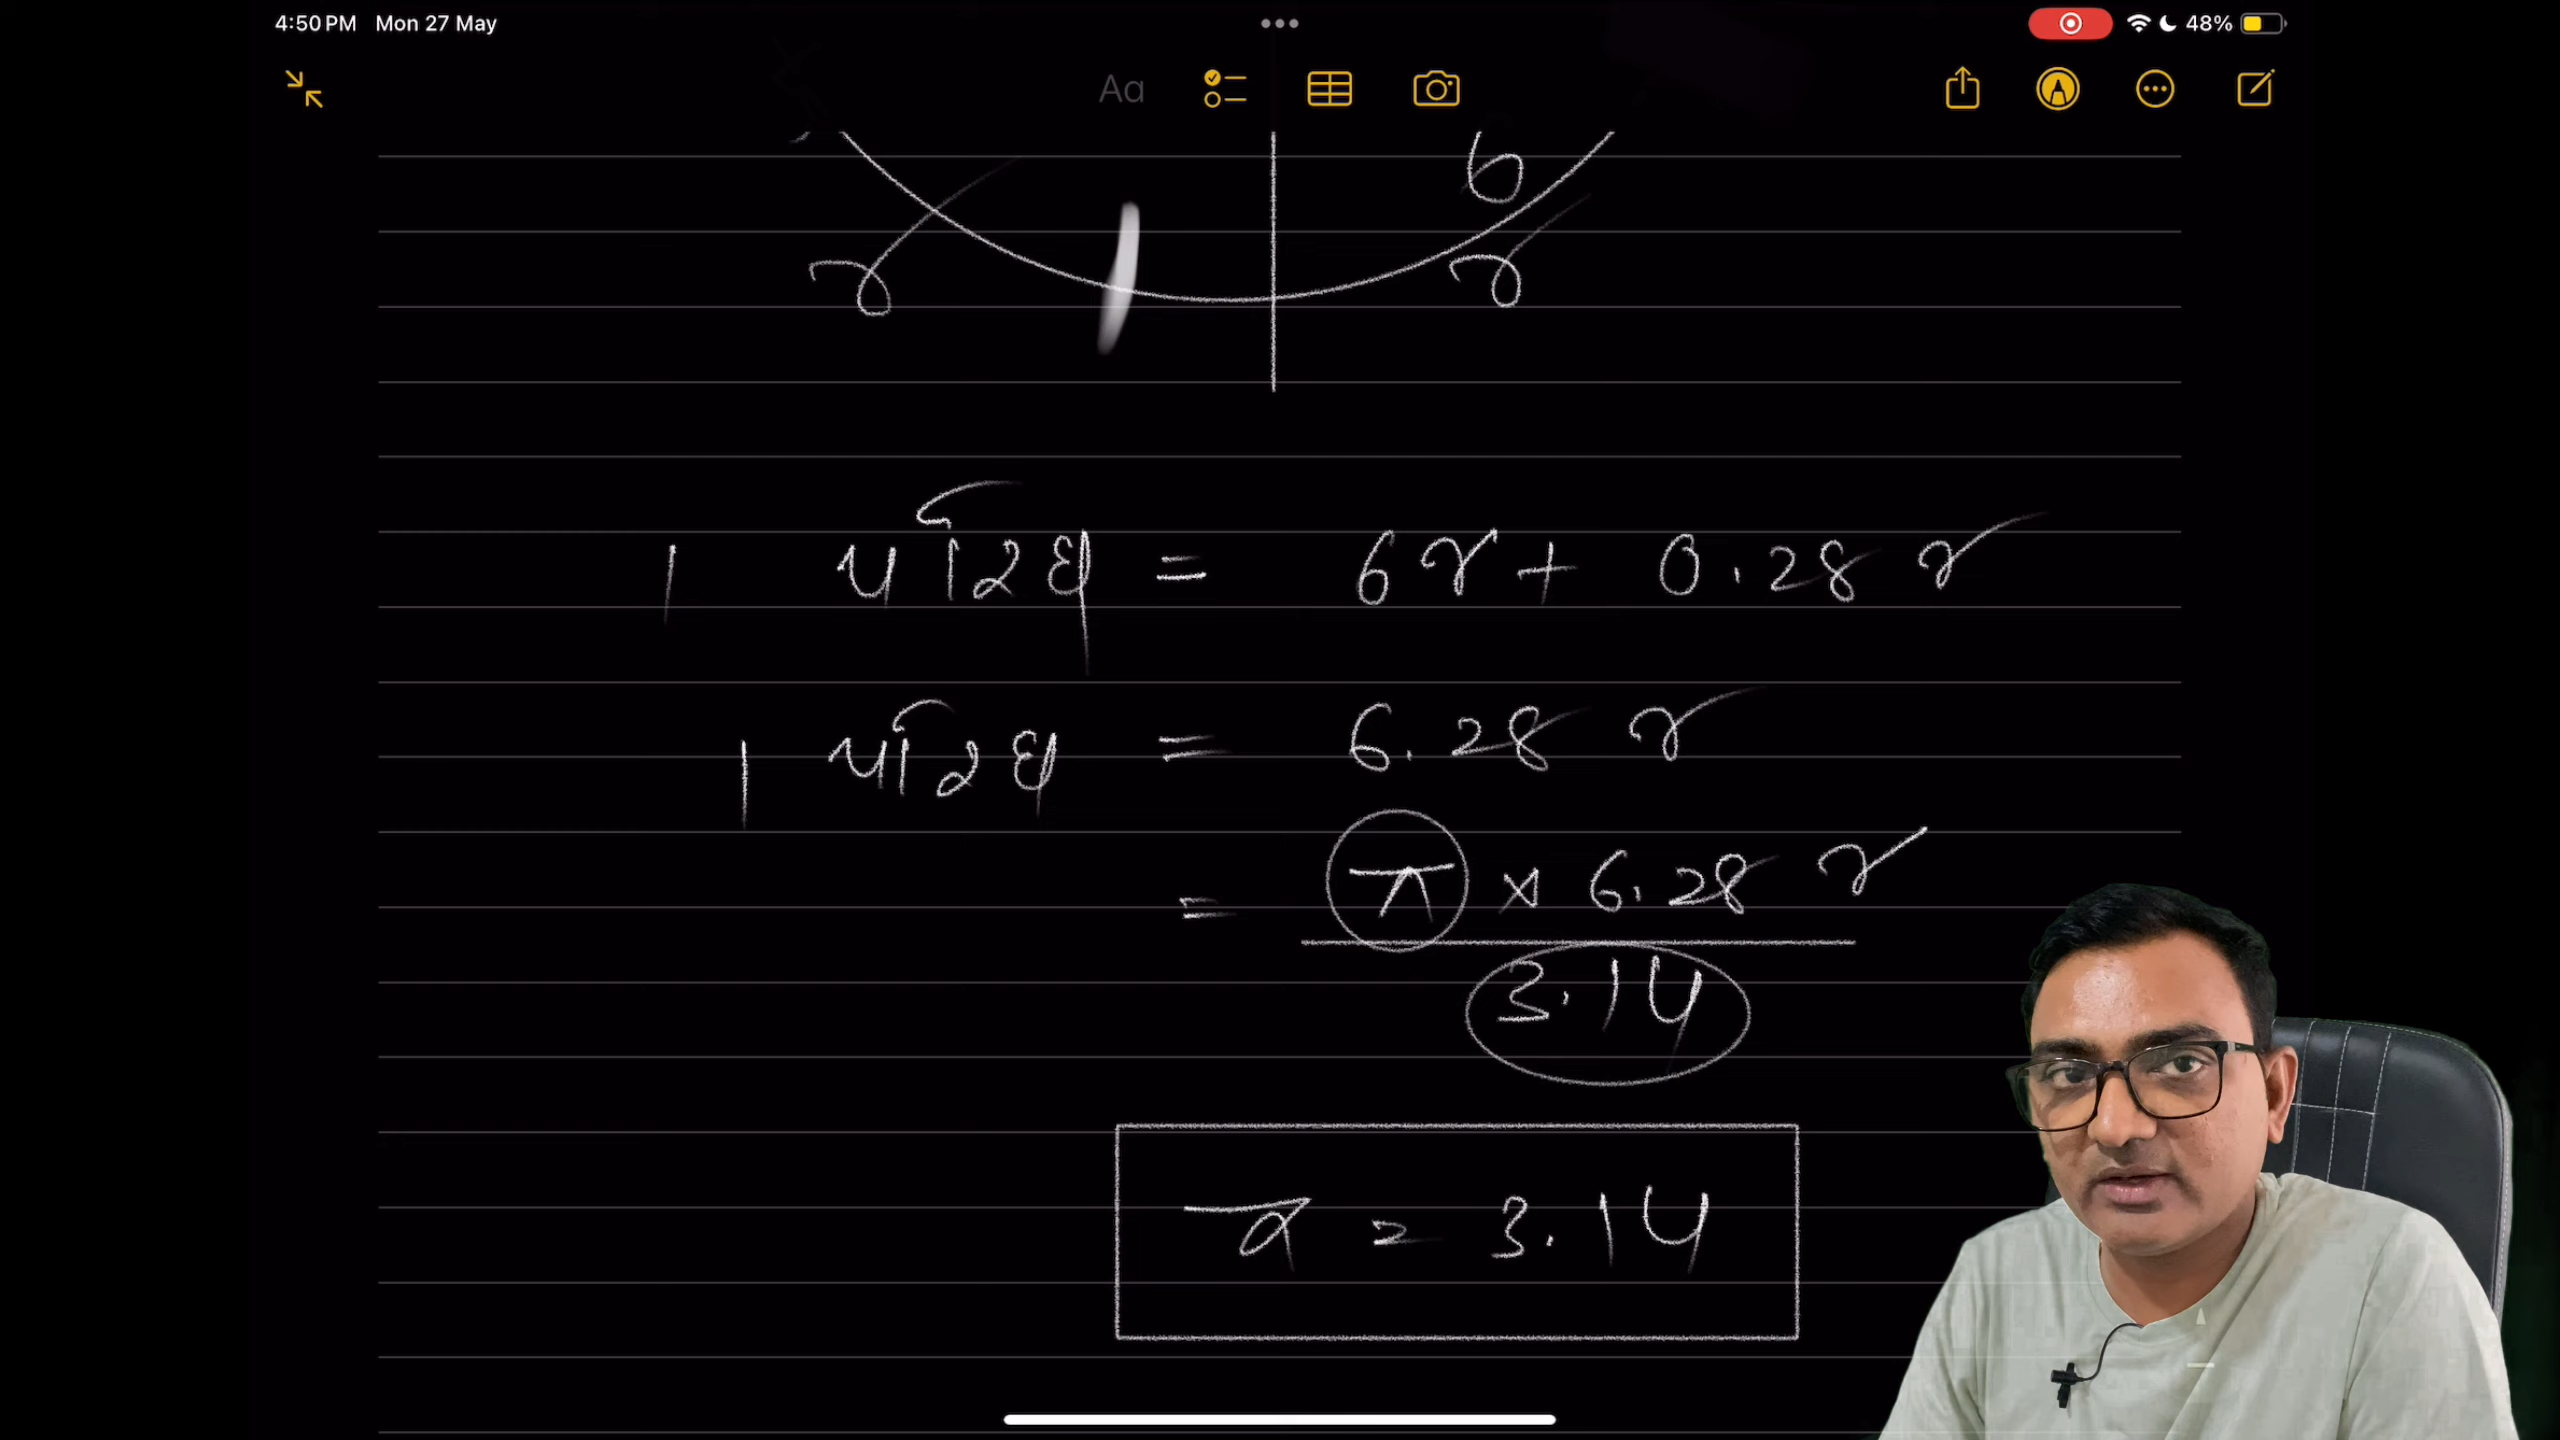 4:50 PM Mon 27 May
48%
Aa
6
r r
1 પરિઘ = 6r + 0.28 r
1 પરિઘ = 6.28 r
= π × 6.28 r
3.14
π = 3.14